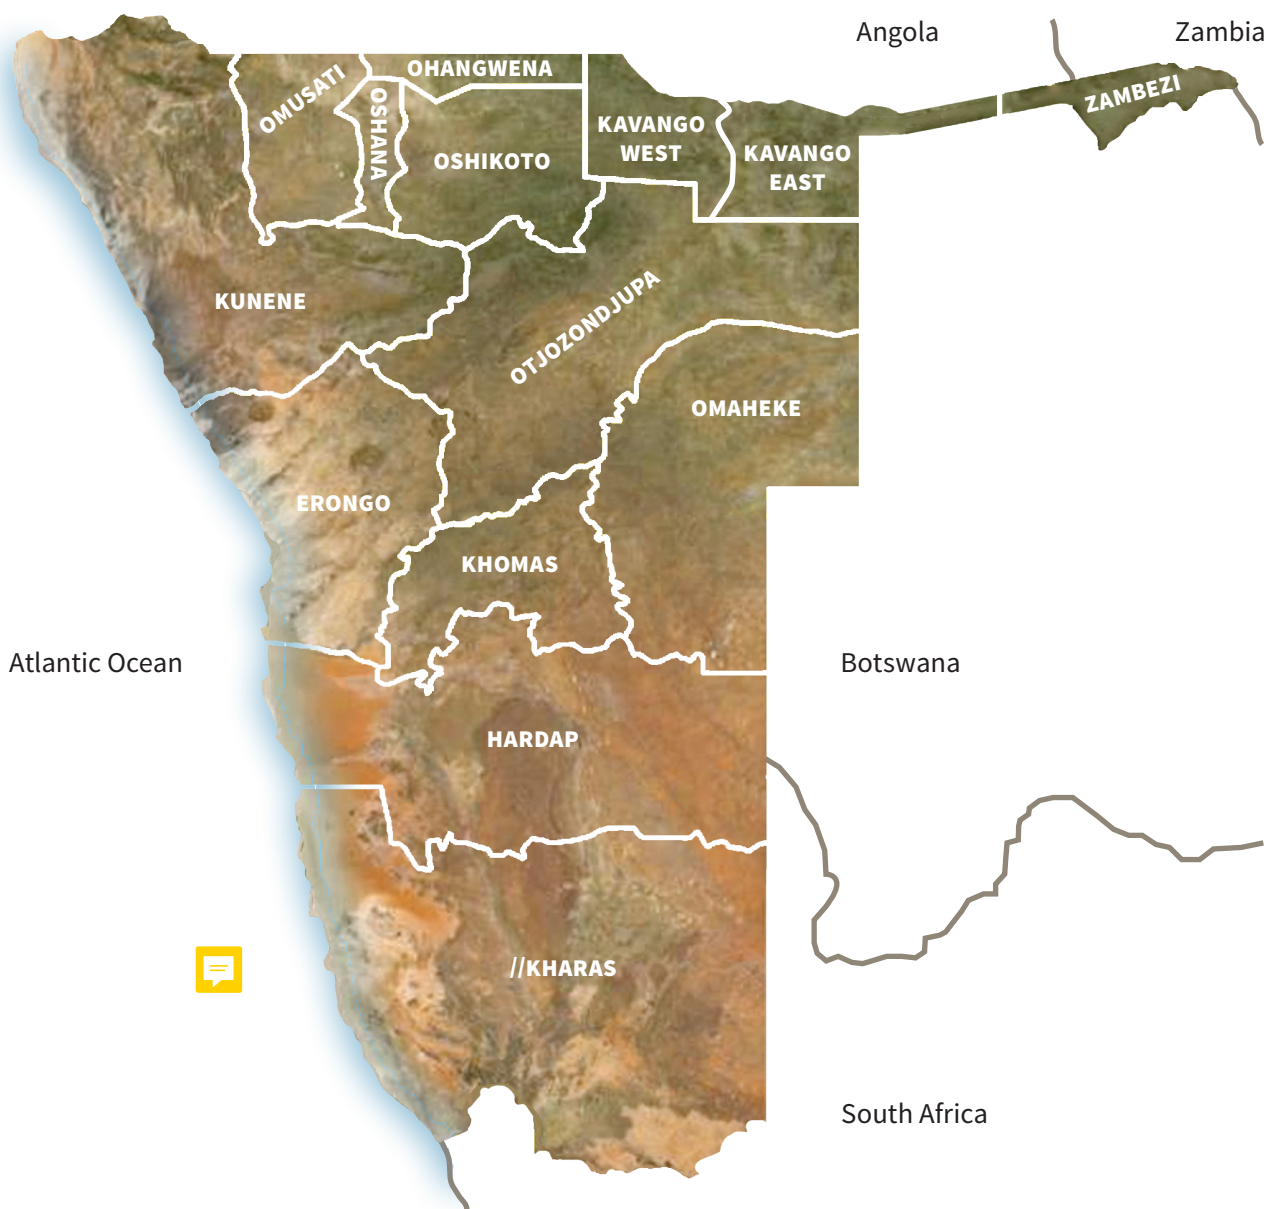 Angola
Zambia
OHANGWENA
OMUSATI
OSHANA
ZAMBEZI
KAVANGO
WEST
OSHIKOTO
KAVANGO
EAST
KUNENE
OTJOZONDJUPA
OMAHEKE
ERONGO
KHOMAS
Atlantic Ocean
Botswana
HARDAP
//KHARAS
South Africa